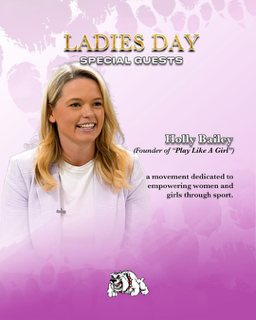 LADIES DAY
SPECIAL GUESTS
Holly Bailey
(Founder of "Play Like A Girl")
a movement dedicated to
empowering women and
girls through sport.